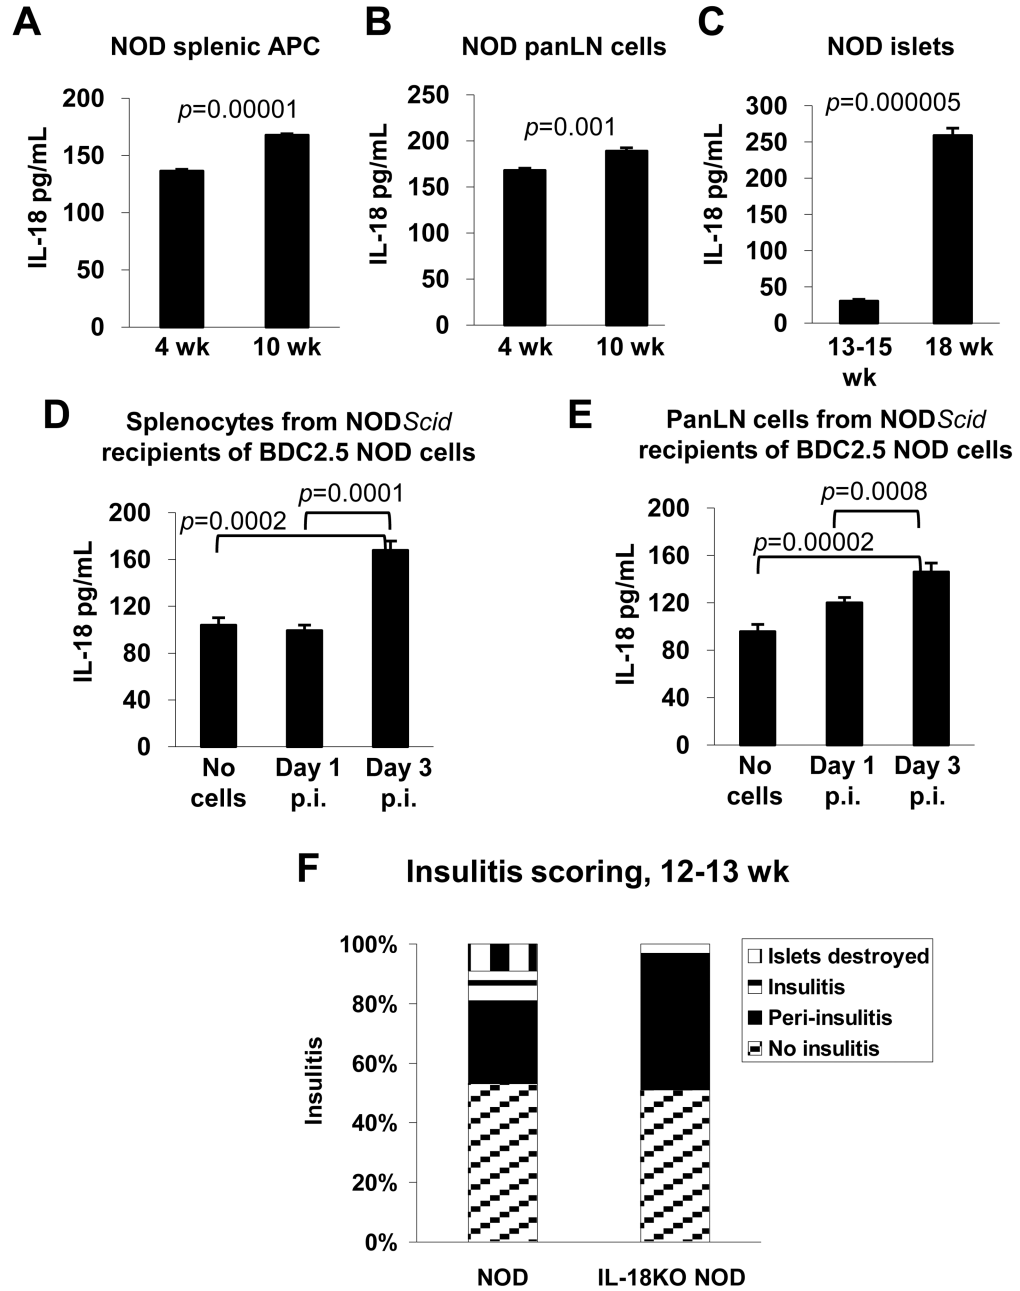 A
NOD splenic APC
IL-18 pg/mL
200
150
100
50
0
p=0.00001
4 wk
10 wk
B
NOD panLN cells
IL-18 pg/mL
250
200
150
100
50
0
p=0.001
4 wk
10 wk
C
NOD islets
IL-18 pg/mL
300
250
200
150
100
50
0
p=0.000005
13-15
wk
18 wk
D
Splenocytes from NODScid
recipients of BDC2.5 NOD cells
IL-18 pg/mL
200
160
120
80
40
0
p=0.0001
p=0.0002
No
cells
Day 1
p.i.
Day 3
p.i.
E
PanLN cells from NODScid
recipients of BDC2.5 NOD cells
IL-18 pg/mL
200
160
120
80
40
0
p=0.0008
p=0.00002
No
cells
Day 1
p.i.
Day 3
p.i.
F
Insulitis scoring, 12-13 wk
Insulitis
100%
80%
60%
40%
20%
0%
NOD
IL-18KO NOD
Islets destroyed
Insulitis
Peri-insulitis
No insulitis